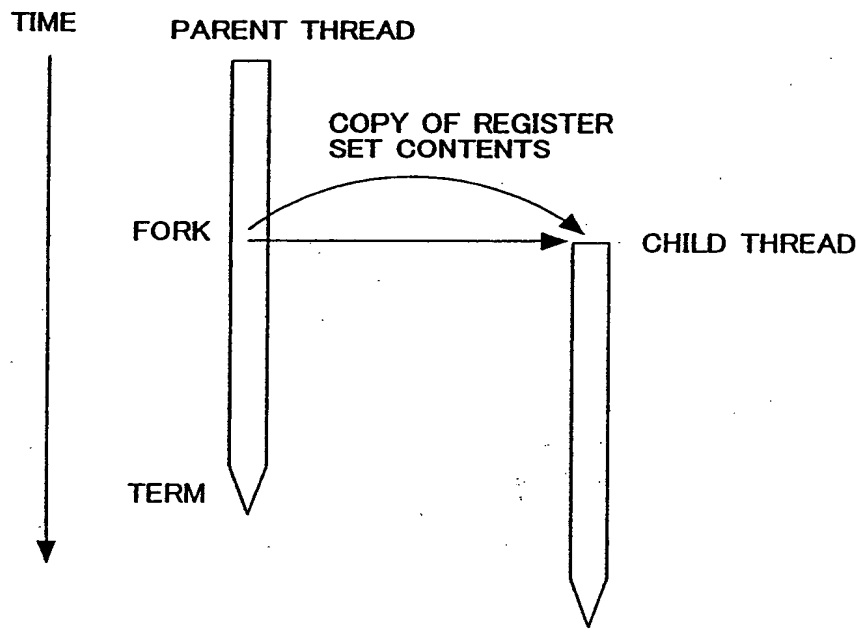 TIME
PARENT THREAD
COPY OF REGISTER
SET CONTENTS
FORK
CHILD THREAD
TERM